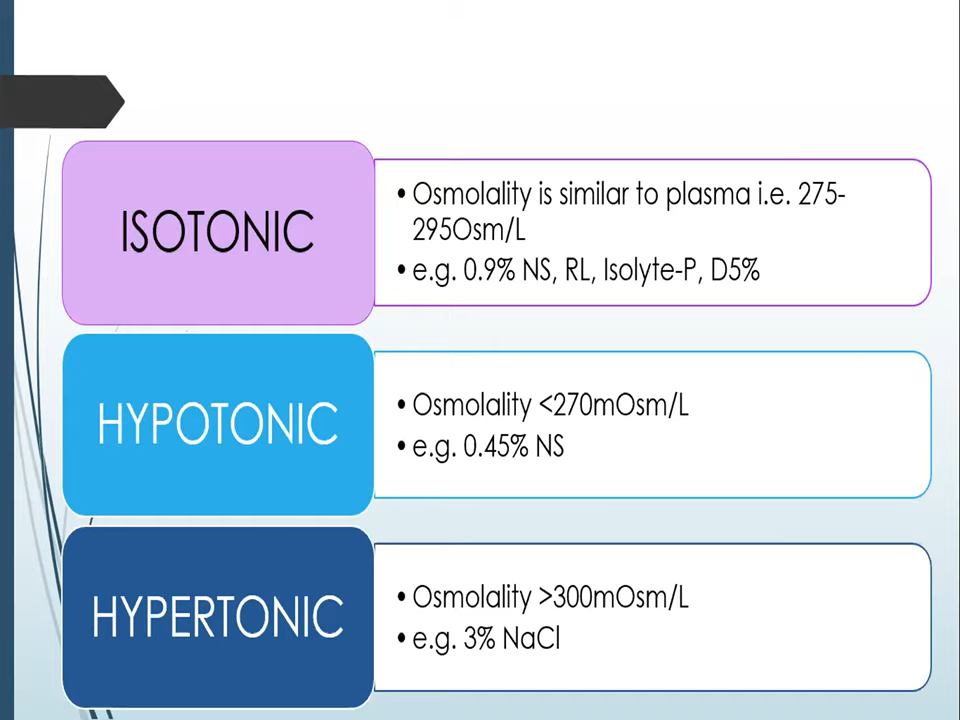 ISOTONIC
• Osmolality is similar to plasma i.e. 275-
295Osm/L
• e.g. 0.9% NS, RL, Isolyte-P, D5%
HYPOTONIC
• Osmolality <270mOsm/L
• e.g. 0.45% NS
HYPERTONIC
• Osmolality >300mOsm/L
• e.g. 3% NaCl